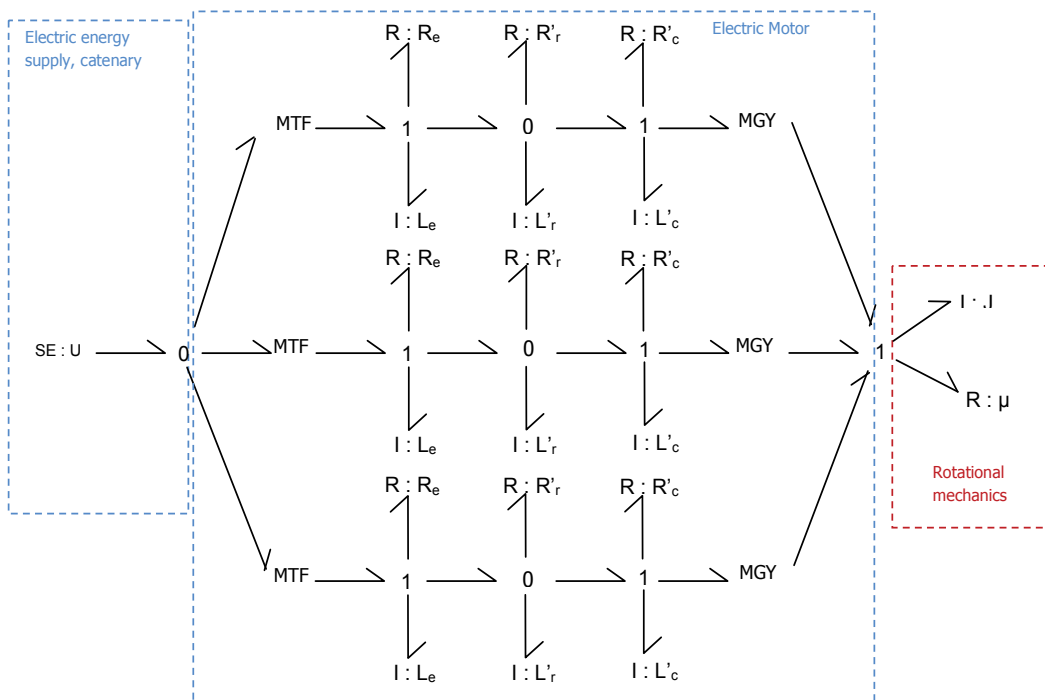 Electric energy
supply, catenary
Electric Motor
R : Rₑ R : R'ᵣ R : R'c
MTF 1 0 1 MGY
I : Lₑ I : L'ᵣ I : L'c
R : Rₑ R : R'ᵣ R : R'c
SE : U 0 MTF 1 0 1 MGY 1
I : J
R : µ
I : Lₑ I : L'ᵣ I : L'c
Rotational
mechanics
R : Rₑ R : R'ᵣ R : R'c
MTF 1 0 1 MGY
I : Lₑ I : L'ᵣ I : L'c